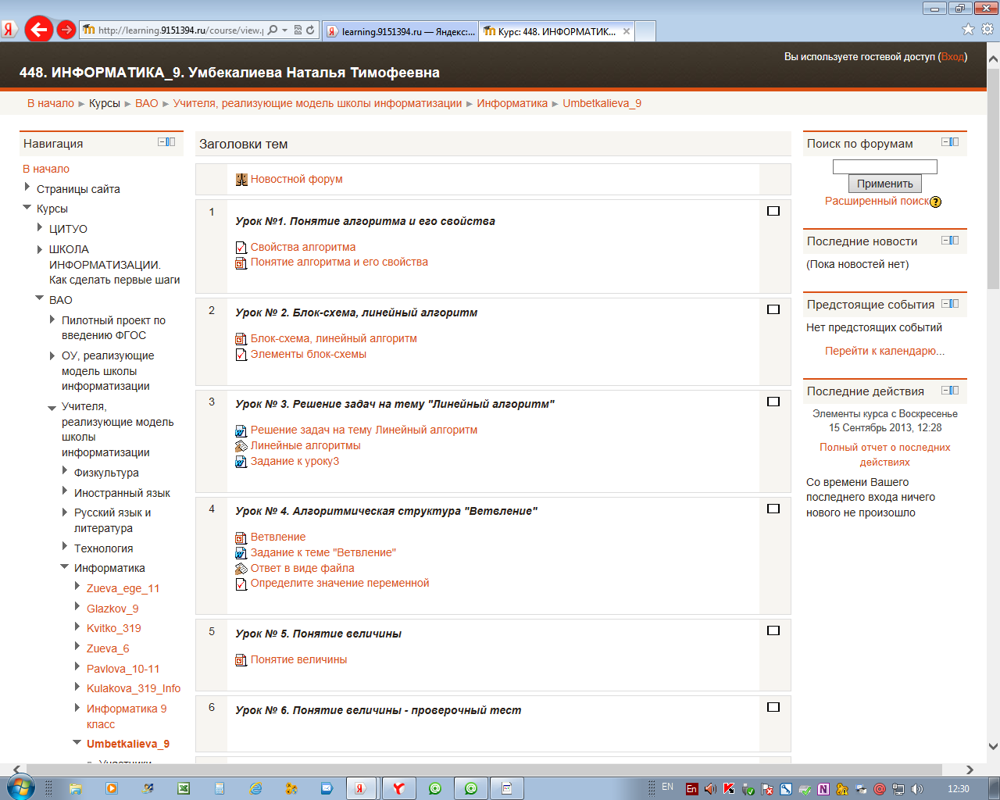 http://learning.9151394.ru/course/view.p
learning.9151394.ru — Яндекс:...
Курс: 448. ИНФОРМАТИК...
Вы используете гостевой доступ (Вход)
448. ИНФОРМАТИКА_9. Умбекалиева Наталья Тимофеевна
В начало ► Курсы ► ВАО ► Учителя, реализующие модель школы информатизации ► Информатика ► Umbetkalieva_9
Навигация
В начало
Страницы сайта
Курсы
ЦИТУО
ШКОЛА
ИНФОРМАТИЗАЦИИ.
Как сделать первые шаги
ВАО
Пилотный проект по
введению ФГОС
ОУ, реализующие
модель школы
информатизации
Учителя,
реализующие модель
школы
информатизации
Физкультура
Иностранный язык
Русский язык и
литература
Технология
Информатика
Zueva_ege_11
Glazkov_9
Kvitko_319
Zueva_6
Pavlova_10-11
Kulakova_319_Info
Информатика 9
класс
Umbetkalieva_9
Участники
Заголовки тем
Новостной форум
1
Урок №1. Понятие алгоритма и его свойства
Свойства алгоритма
Понятие алгоритма и его свойства
2
Урок № 2. Блок-схема, линейный алгоритм
Блок-схема, линейный алгоритм
Элементы блок-схемы
3
Урок № 3. Решение задач на тему "Линейный алгоритм"
Решение задач на тему Линейный алгоритм
Линейные алгоритмы
Задание к уроку3
4
Урок № 4. Алгоритмическая структура "Ветвление"
Ветвление
Задание к теме "Ветвление"
Ответ в виде файла
Определите значение переменной
5
Урок № 5. Понятие величины
Понятие величины
6
Урок № 6. Понятие величины - проверочный тест
Поиск по форумам
Применить
Расширенный поиск
Последние новости
(Пока новостей нет)
Предстоящие события
Нет предстоящих событий
Перейти к календарю...
Последние действия
Элементы курса с Воскресенье
15 Сентябрь 2013, 12:28
Полный отчет о последних
действиях
Со времени Вашего
последнего входа ничего
нового не произошло
EN
En
12:30